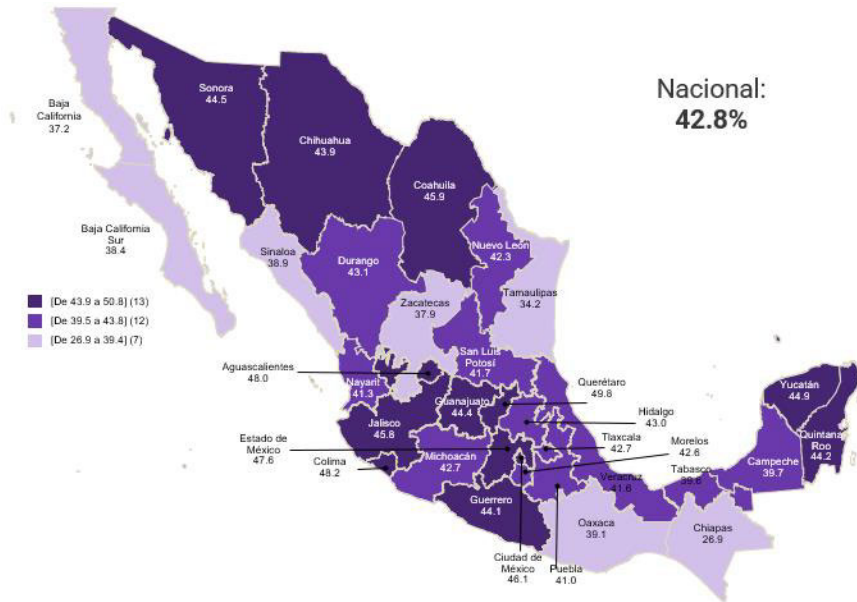 Nacional:
42.8%
Baja
California
37.2
Sonora
44.5
Chihuahua
43.9
Coahuila
45.9
Baja California
Sur
38.4
Sinaloa
38.9
Durango
43.1
Nuevo León
42.3
Tamaulipas
34.2
Zacatecas
37.9
[De 43.9 a 50.8] (13)
[De 39.5 a 43.8] (12)
[De 26.9 a 39.4] (7)
San Luis
Potosí
41.7
Aguascalientes
48.0
Nayarit
41.3
Guanajuato
44.4
Querétaro
49.8
Hidalgo
43.0
Jalisco
45.8
Estado de
México
47.6
Colima
48.2
Michoacán
42.7
Tlaxcala
42.7
Morelos
42.6
Yucatán
44.9
Quintana
Roo
44.2
Campeche
39.7
Tabasco
39.6
Veracruz
41.6
Guerrero
44.1
Oaxaca
39.1
Chiapas
26.9
Ciudad de
México
46.1
Puebla
41.0